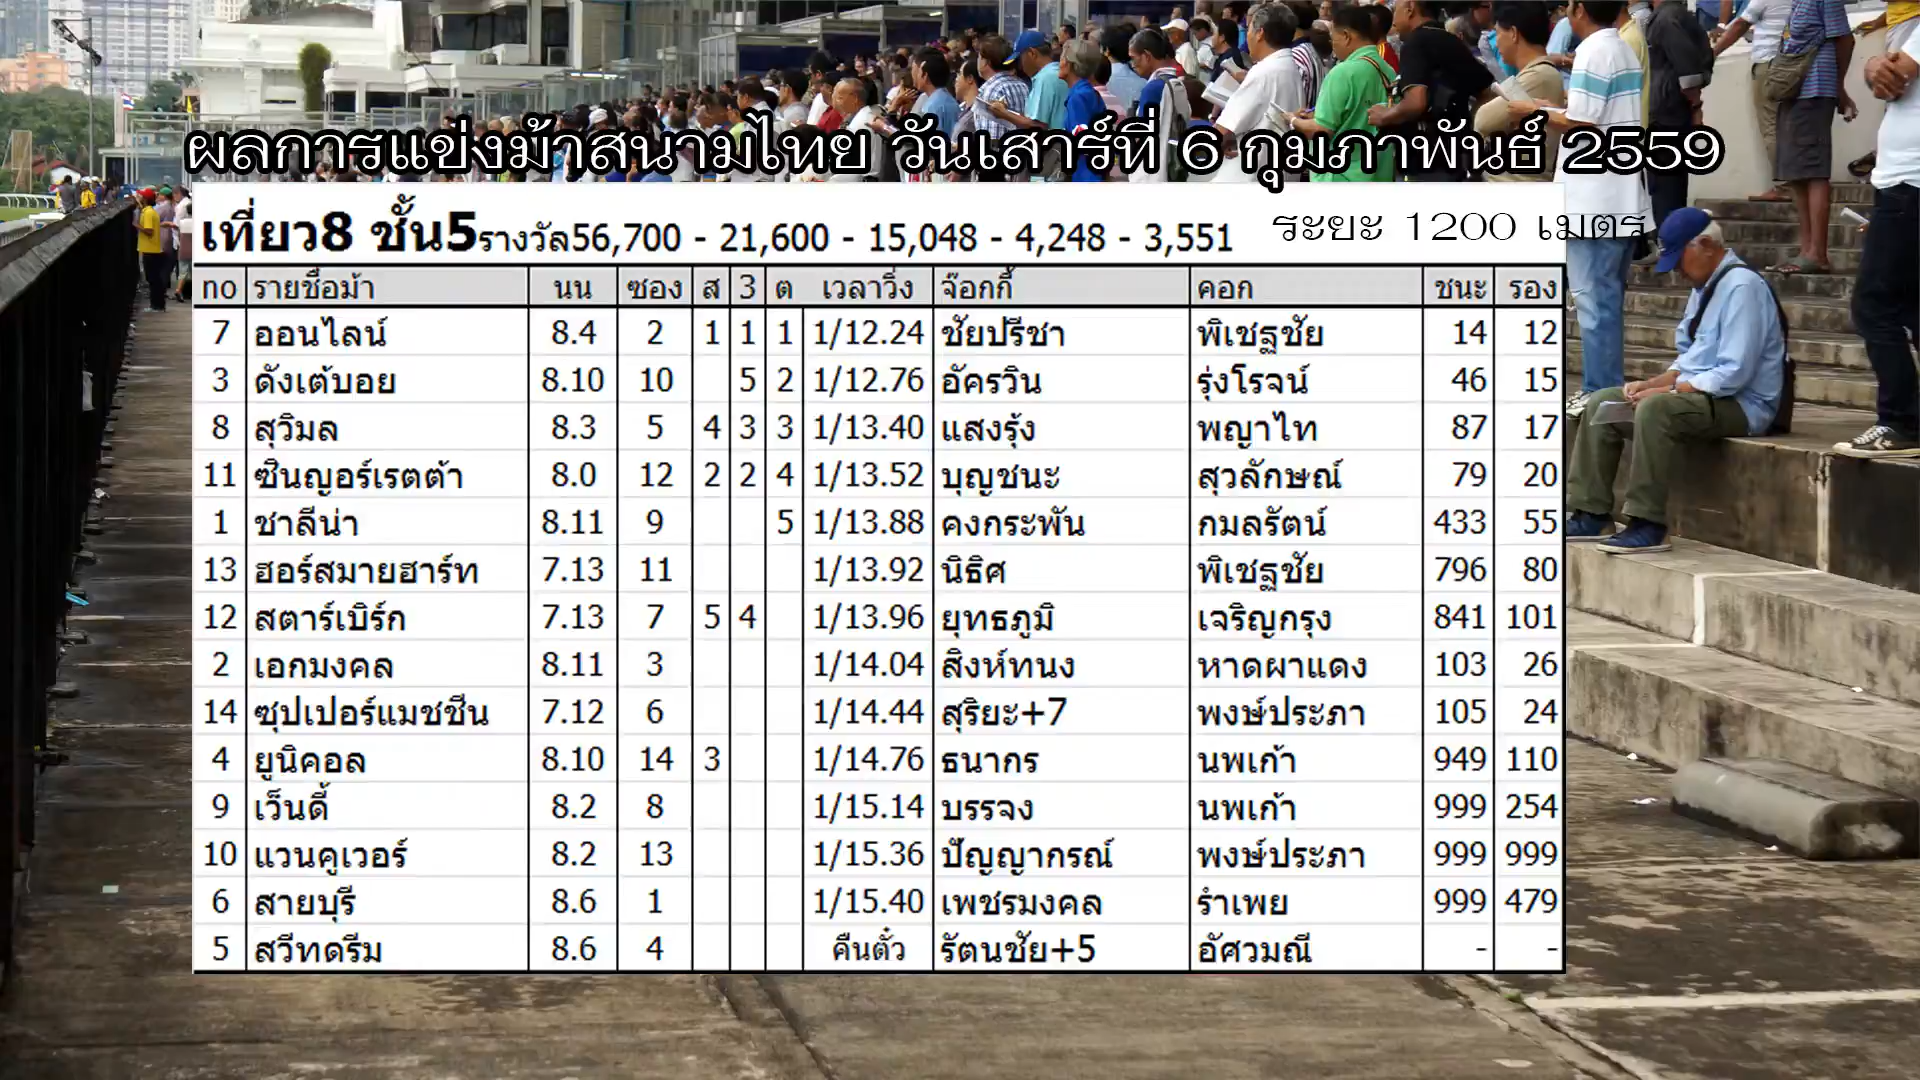 ผลการแข่งม้าสนามไทย วันเสาร์ที่ 6 กุมภาพันธ์ 2559
เที่ยว8 ชั้น5รางวัล56,700 - 21,600 - 15,048 - 4,248 - 3,551 ระยะ 1200 เมตร
no รายชื่อม้า นน ซอง ส 3 ต เวลาวิ่ง จ๊อกกี้ คอก ชนะ รอง
7 ออนไลน์ 8.4 2 1 1 1 1/12.24 ชัยปรีชา พิเชฐชัย 14 12
3 ดังเต้บอย 8.10 10 5 2 1/12.76 อัครวิน รุ่งโรจน์ 46 15
8 สุวิมล 8.3 5 4 3 3 1/13.40 แสงรุ้ง พญาไท 87 17
11 ซินญอร์เรตต้า 8.0 12 2 2 4 1/13.52 บุญชนะ สุวลักษณ์ 79 20
1 ชาลีน่า 8.11 9 5 1/13.88 คงกระพัน กมลรัตน์ 433 55
13 ฮอร์สมายฮาร์ท 7.13 11 1/13.92 นิธิศ พิเชฐชัย 796 80
12 สตาร์เบิร์ก 7.13 7 5 4 1/13.96 ยุทธภูมิ เจริญกรุง 841 101
2 เอกมงคล 8.11 3 1/14.04 สิงห์ทนง หาดผาแดง 103 26
14 ซุปเปอร์แมชชีน 7.12 6 1/14.44 สุริยะ+7 พงษ์ประภา 105 24
4 ยูนิคอล 8.10 14 3 1/14.76 ธนากร นพเก้า 949 110
9 เว็นดี้ 8.2 8 1/15.14 บรรจง นพเก้า 999 254
10 แวนคูเวอร์ 8.2 13 1/15.36 ปัญญากรณ์ พงษ์ประภา 999 999
6 สายบุรี 8.6 1 1/15.40 เพชรมงคล รำเพย 999 479
5 สวีทดรีม 8.6 4 คืนตั๋ว รัตนชัย+5 อัศวมณี - -